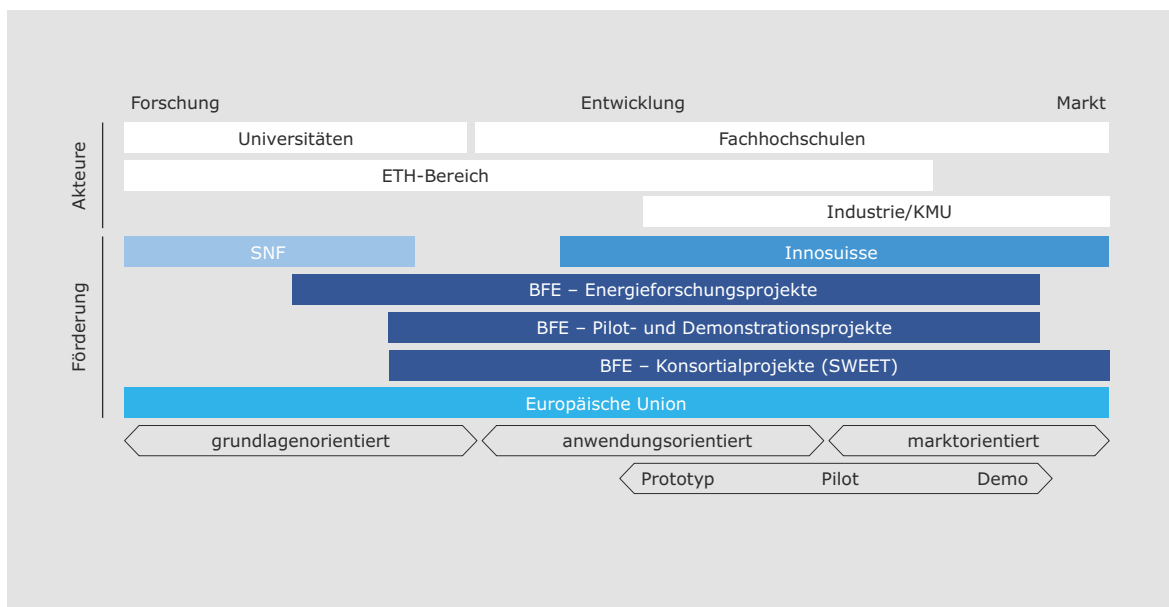 Forschung Entwicklung Markt
Akteure
Universitäten Fachhochschulen
ETH-Bereich
Industrie/KMU
Förderung
SNF Innosuisse
BFE – Energieforschungsprojekte
BFE – Pilot- und Demonstrationsprojekte
BFE – Konsortialprojekte (SWEET)
Europäische Union
grundlagenorientiert anwendungsorientiert marktorientiert
Prototyp Pilot Demo